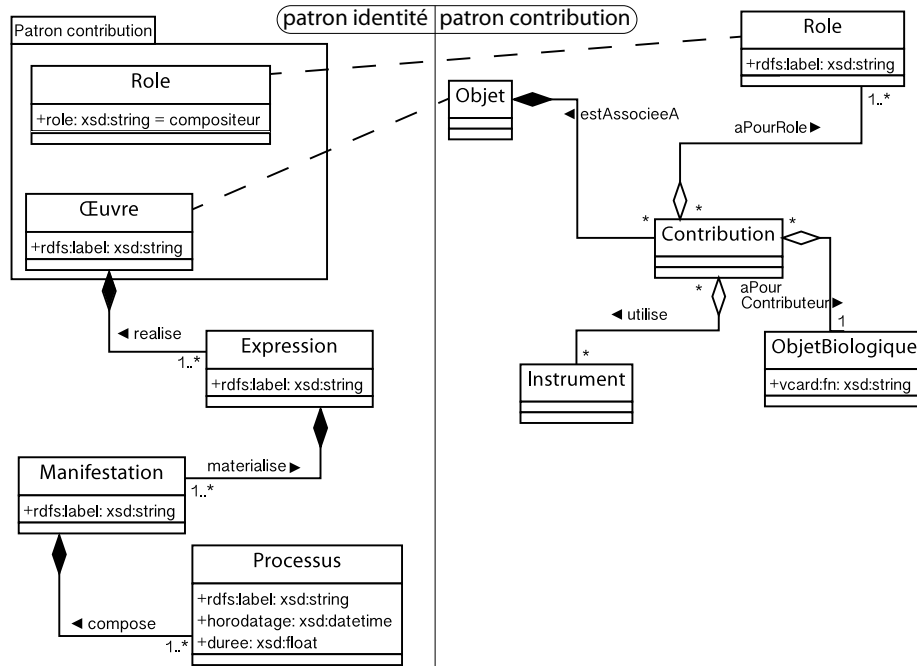 patron identité
patron contribution
Patron contribution
Role
+role: xsd:string = compositeur
Œuvre
+rdfs:label: xsd:string
◄ realise
1..*
Expression
+rdfs:label: xsd:string
materialise ►
1..*
Manifestation
+rdfs:label: xsd:string
◄ compose
1..*
Processus
+rdfs:label: xsd:string
+horodatage: xsd:datetime
+duree: xsd:float
Role
+rdfs:label: xsd:string
1..*
Objet
◄ estAssocieeA
aPourRole ►
*
*
*
Contribution
*
aPour
Contributeur ►
◄ utilise
1
*
Instrument
ObjetBiologique
+vcard:fn: xsd:string